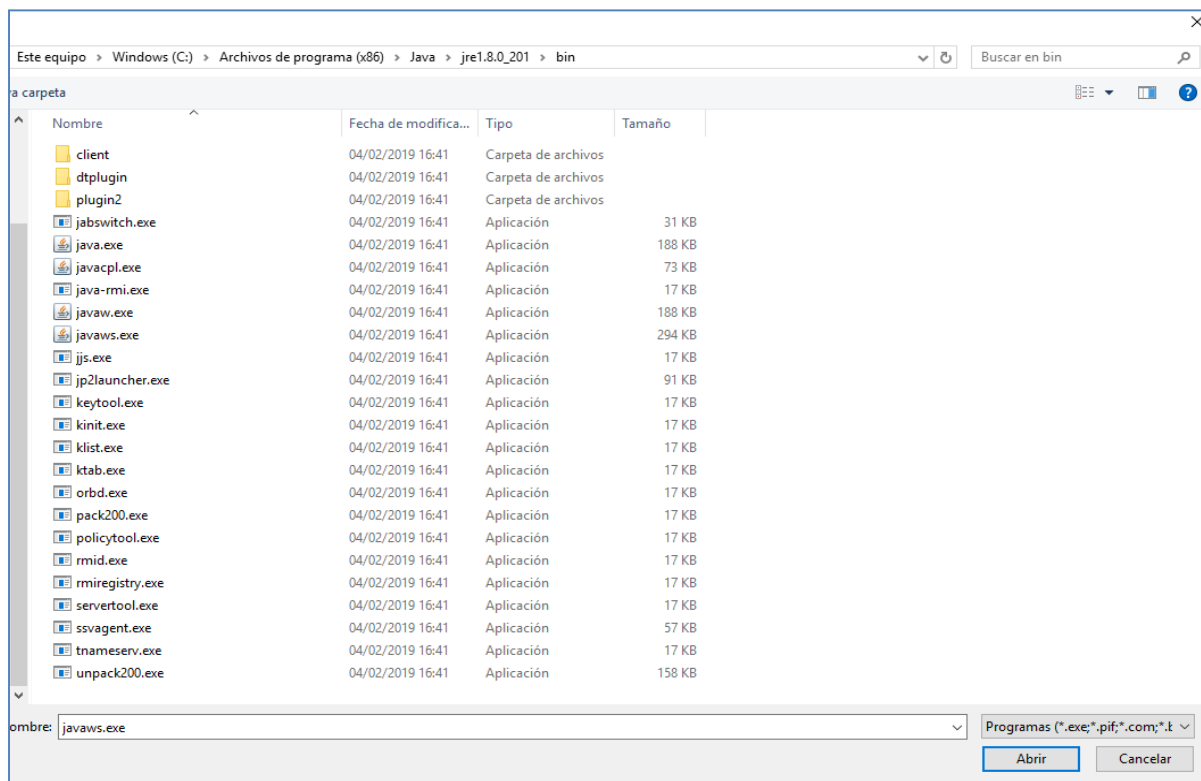 Este equipo > Windows (C:) > Archivos de programa (x86) > Java > jre1.8.0_201 > bin Buscar en bin
va carpeta
Nombre Fecha de modifica... Tipo Tamaño
client 04/02/2019 16:41 Carpeta de archivos
dtplugin 04/02/2019 16:41 Carpeta de archivos
plugin2 04/02/2019 16:41 Carpeta de archivos
jabswitch.exe 04/02/2019 16:41 Aplicación 31 KB
java.exe 04/02/2019 16:41 Aplicación 188 KB
javacpl.exe 04/02/2019 16:41 Aplicación 73 KB
java-rmi.exe 04/02/2019 16:41 Aplicación 17 KB
javaw.exe 04/02/2019 16:41 Aplicación 188 KB
javaws.exe 04/02/2019 16:41 Aplicación 294 KB
jjs.exe 04/02/2019 16:41 Aplicación 17 KB
jp2launcher.exe 04/02/2019 16:41 Aplicación 91 KB
keytool.exe 04/02/2019 16:41 Aplicación 17 KB
kinit.exe 04/02/2019 16:41 Aplicación 17 KB
klist.exe 04/02/2019 16:41 Aplicación 17 KB
ktab.exe 04/02/2019 16:41 Aplicación 17 KB
orbd.exe 04/02/2019 16:41 Aplicación 17 KB
pack200.exe 04/02/2019 16:41 Aplicación 17 KB
policytool.exe 04/02/2019 16:41 Aplicación 17 KB
rmid.exe 04/02/2019 16:41 Aplicación 17 KB
rmiregistry.exe 04/02/2019 16:41 Aplicación 17 KB
servertool.exe 04/02/2019 16:41 Aplicación 17 KB
ssvagent.exe 04/02/2019 16:41 Aplicación 57 KB
tnameserv.exe 04/02/2019 16:41 Aplicación 17 KB
unpack200.exe 04/02/2019 16:41 Aplicación 158 KB
ombre: javaws.exe Programas (*.exe;*.pif;*.com;*.t
Abrir Cancelar